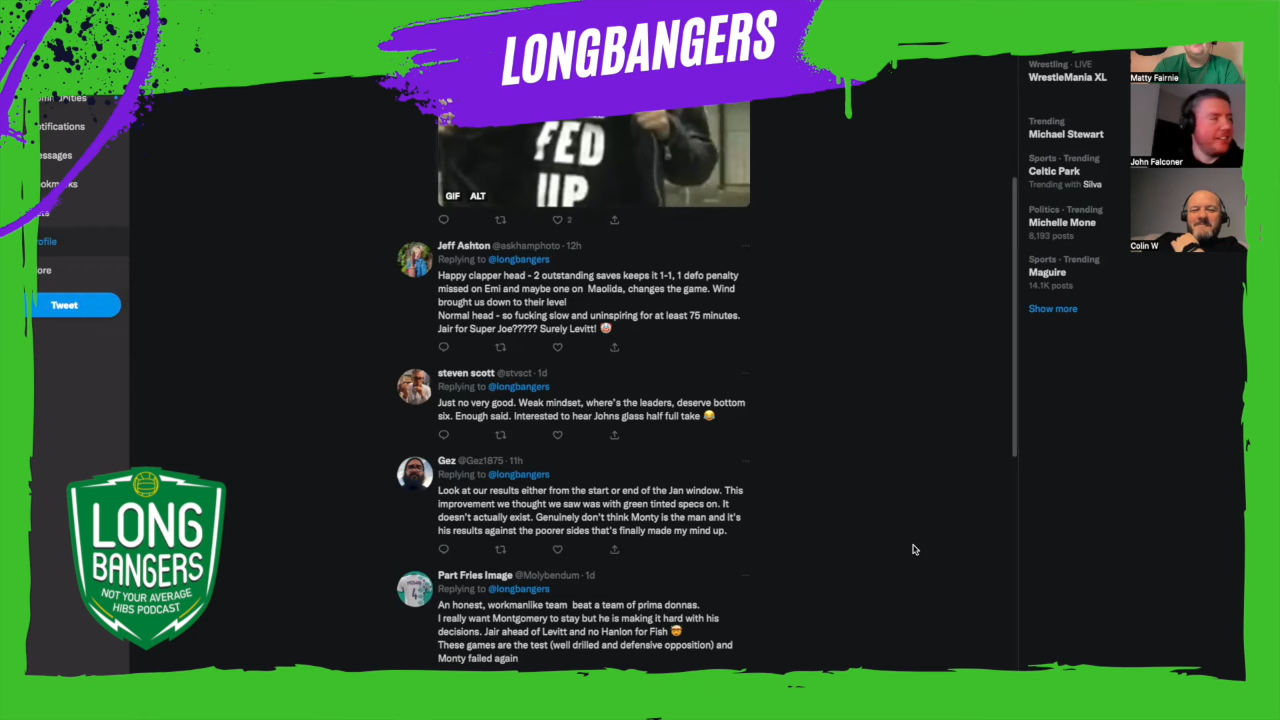 LONGBANGERS
otifications
essages
ofile
ore
Tweet
FED
UP
GIF ALT
2
Jeff Ashton @askhamphoto · 12h
Replying to @longbangers
Happy clapper head - 2 outstanding saves keeps it 1-1, 1 defo penalty
missed on Emi and maybe one on Maolida, changes the game. Wind
brought us down to their level
Normal head - so fucking slow and uninspiring for at least 75 minutes.
Jair for Super Joe????? Surely Levitt! 🤡
steven scott @stvsct · 1d
Replying to @longbangers
Just no very good. Weak mindset, where's the leaders, deserve bottom
six. Enough said. Interested to hear Johns glass half full take 😂
Gez @Gez1875 · 11h
Replying to @longbangers
Look at our results either from the start or end of the Jan window. This
improvement we thought we saw was with green tinted specs on. It
doesn't actually exist. Genuinely don't think Monty is the man and it's
his results against the poorer sides that's finally made my mind up.
Part Fries Image @Molybendum · 1d
Replying to @longbangers
An honest, workmanlike team beat a team of prima donnas.
I really want Montgomery to stay but he is making it hard with his
decisions. Jair ahead of Levitt and no Hanlon for Fish 🤯
These games are the test (well drilled and defensive opposition) and
Monty failed again
Wrestling · LIVE
WrestleMania XL
Trending
Michael Stewart
Sports · Trending
Celtic Park
Trending with Silva
Politics · Trending
Michelle Mone
8,193 posts
Sports · Trending
Maguire
14.1K posts
Show more
Matty Fairnie
John Falconer
Colin W
LONG
BANGERS
NOT YOUR AVERAGE
HIBS PODCAST